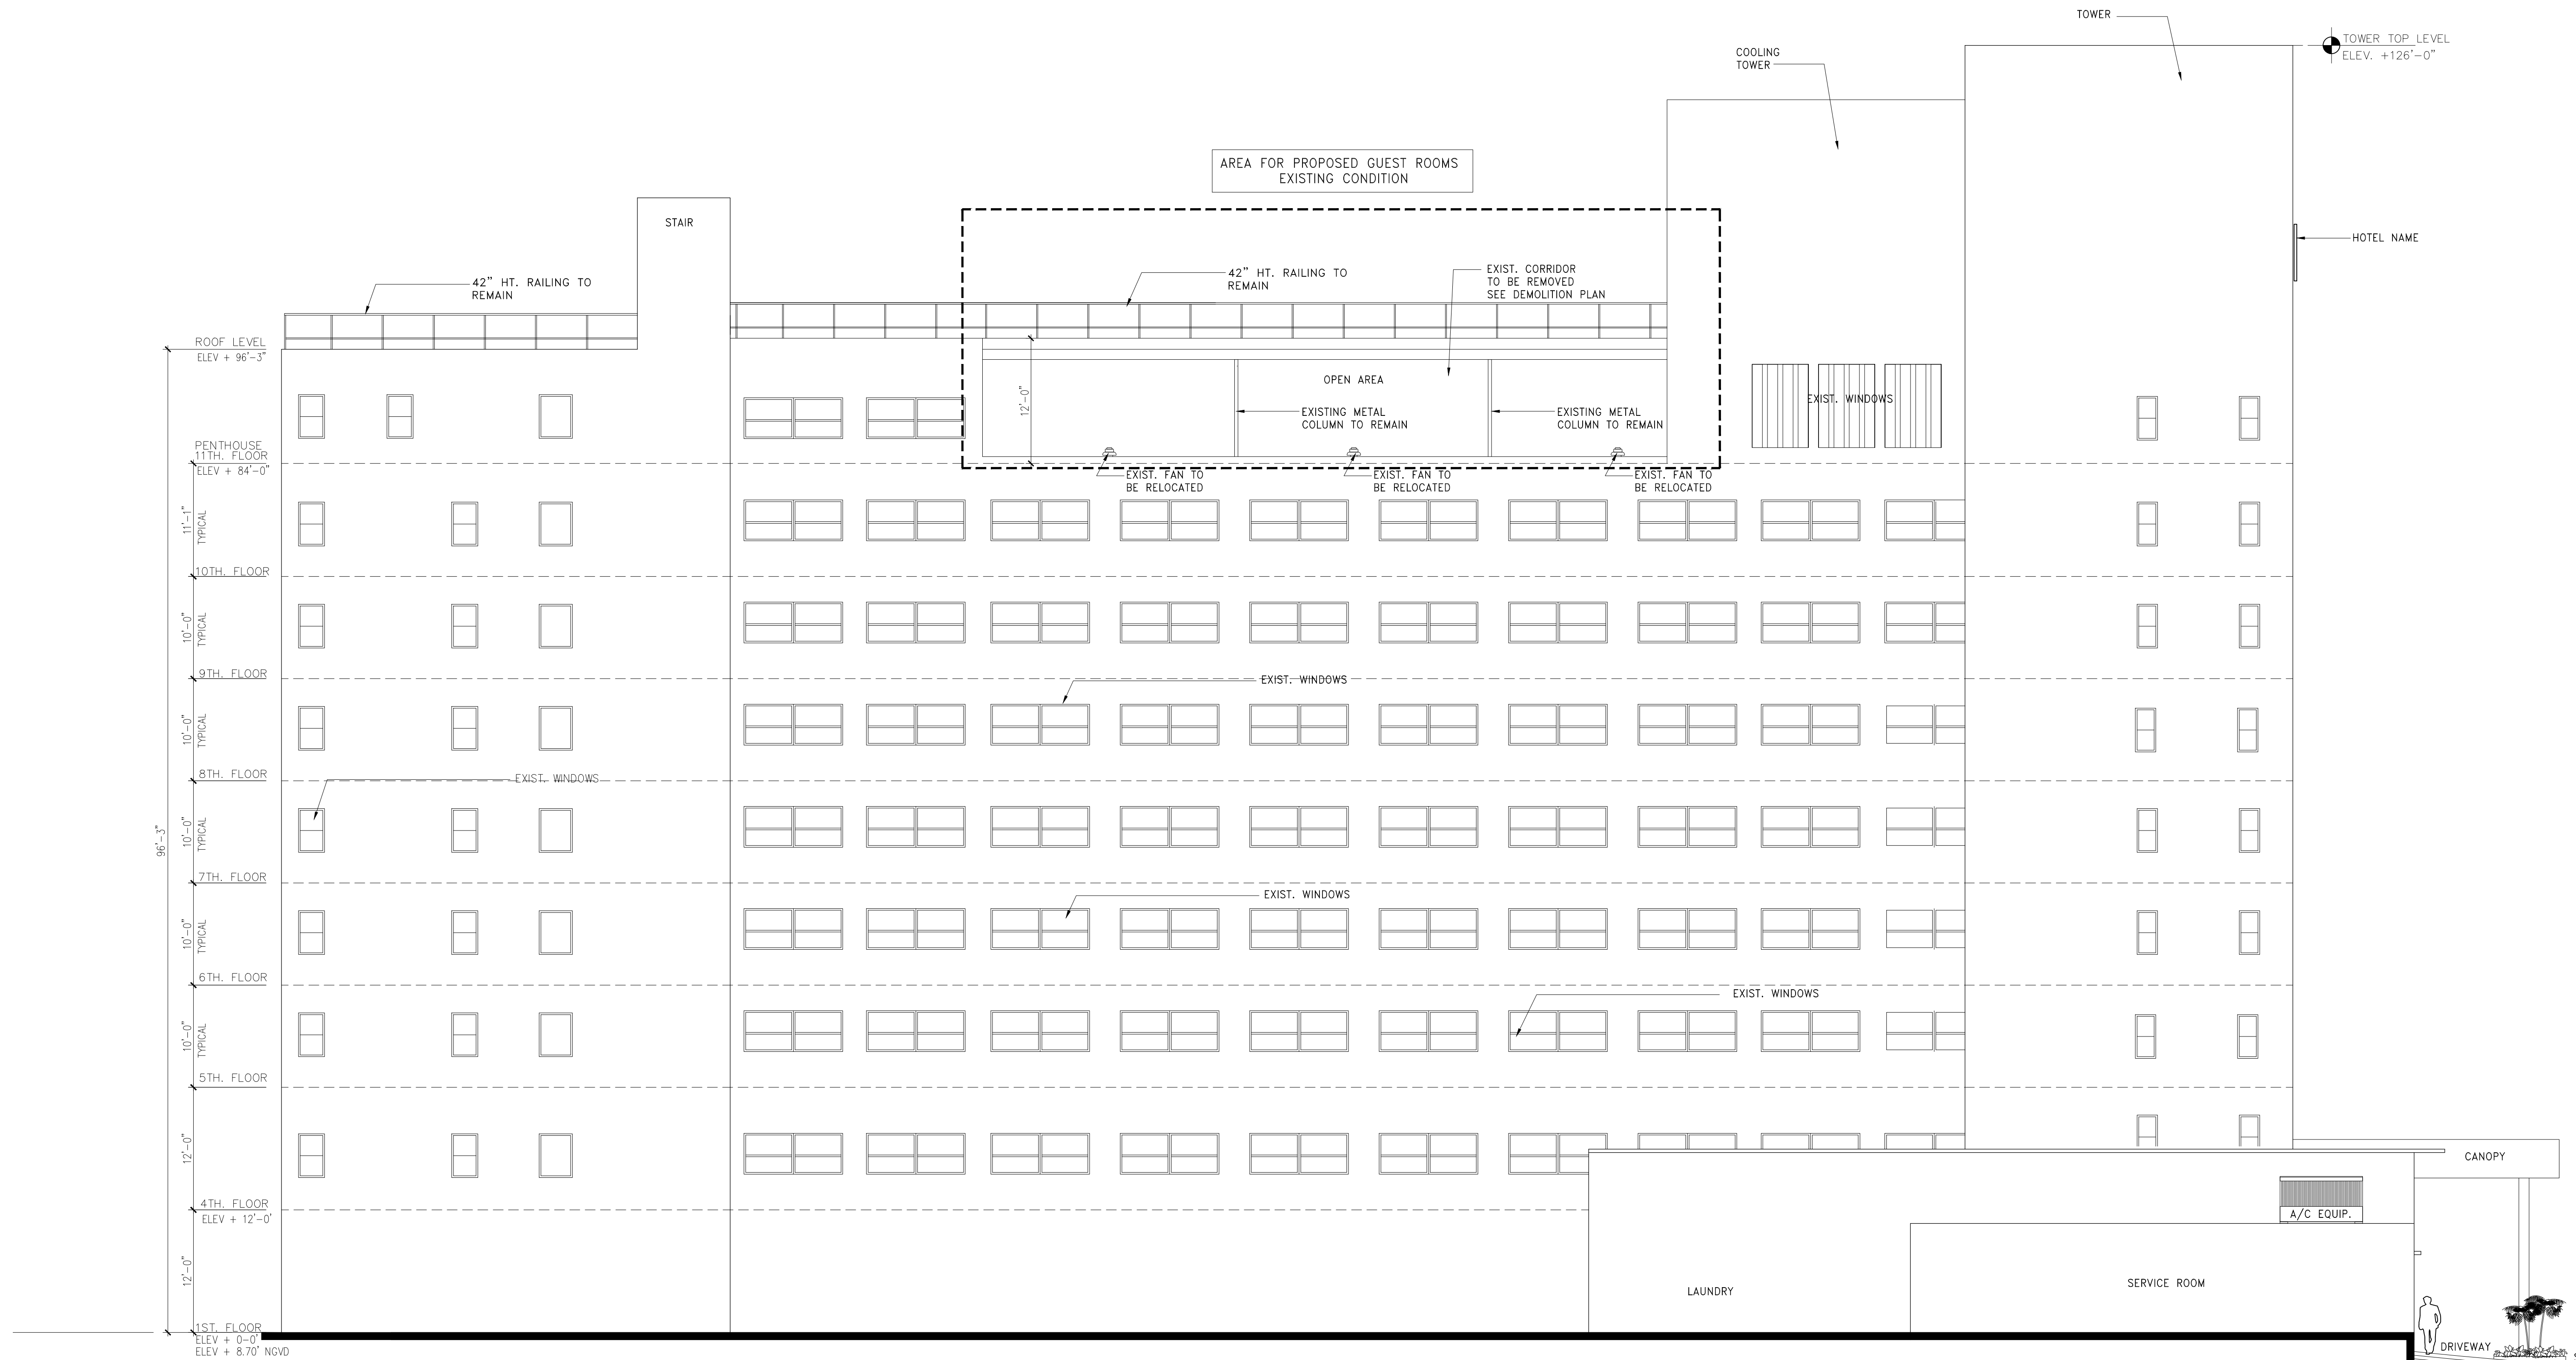 TOWER
TOWER TOP LEVEL
ELEV. +126'-0"
COOLING
TOWER
AREA FOR PROPOSED GUEST ROOMS
EXISTING CONDITION
STAIR
HOTEL NAME
42" HT. RAILING TO
REMAIN
42" HT. RAILING TO
REMAIN
EXIST. CORRIDOR
TO BE REMOVED
SEE DEMOLITION PLAN
ROOF LEVEL
ELEV + 96'-3"
OPEN AREA
12'-0"
EXISTING METAL
COLUMN TO REMAIN
EXISTING METAL
COLUMN TO REMAIN
EXIST. WINDOWS
PENTHOUSE
11TH. FLOOR
ELEV + 84'-0"
EXIST. FAN TO
BE RELOCATED
EXIST. FAN TO
BE RELOCATED
EXIST. FAN TO
BE RELOCATED
11'-1"
TYPICAL
10TH. FLOOR
10'-0"
TYPICAL
9TH. FLOOR
EXIST. WINDOWS
10'-0"
TYPICAL
8TH. FLOOR
EXIST. WINDOWS
96'-3"
10'-0"
TYPICAL
7TH. FLOOR
EXIST. WINDOWS
10'-0"
TYPICAL
6TH. FLOOR
EXIST. WINDOWS
10'-0"
TYPICAL
5TH. FLOOR
12'-0"
CANOPY
4TH. FLOOR
ELEV + 12'-0'
A/C EQUIP.
12'-0"
LAUNDRY
SERVICE ROOM
1ST. FLOOR
ELEV + 0-0'
ELEV + 8.70' NGVD
DRIVEWAY